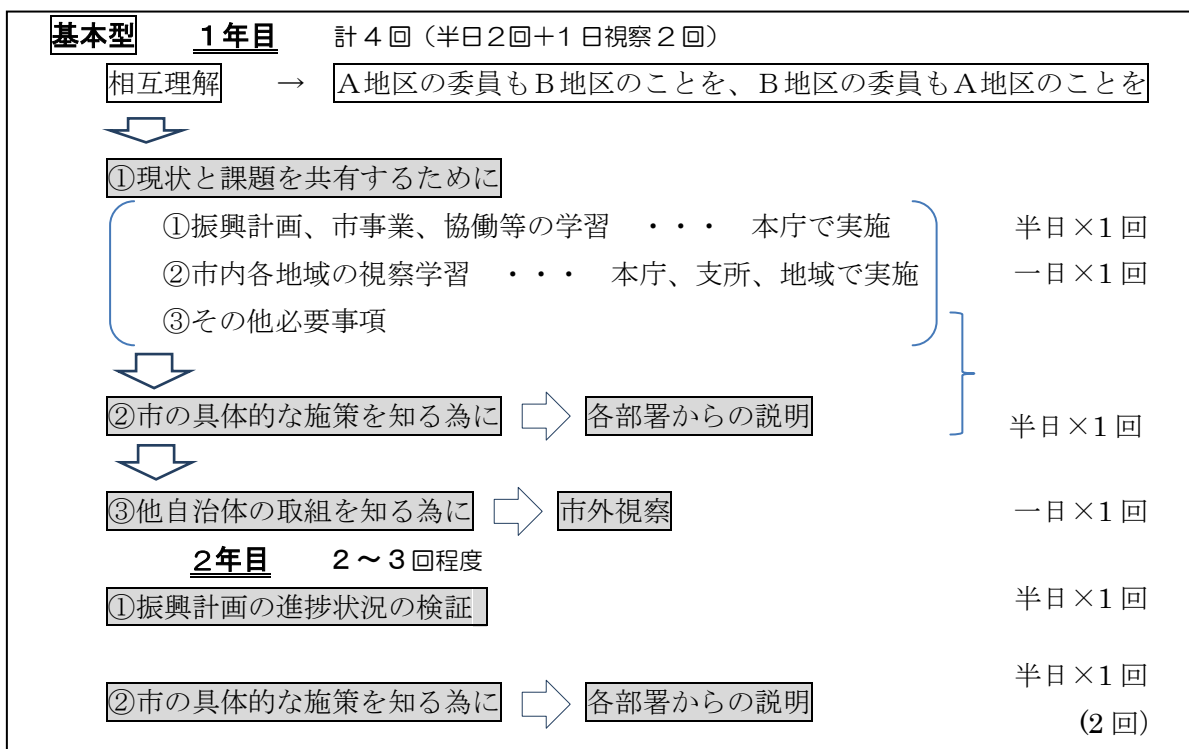 基本型 １年目 計４回（半日２回＋1日視察２回）
相互理解 → Ａ地区の委員もＢ地区のことを、Ｂ地区の委員もＡ地区のことを
①現状と課題を共有するために
①振興計画、市事業、協働等の学習 ・・・ 本庁で実施 半日×1回
②市内各地域の視察学習 ・・・ 本庁、支所、地域で実施 一日×1回
③その他必要事項
②市の具体的な施策を知る為に 各部署からの説明 半日×1回
③他自治体の取組を知る為に 市外視察 一日×1回
２年目 ２～３回程度
①振興計画の進捗状況の検証 半日×1回
半日×1回
②市の具体的な施策を知る為に 各部署からの説明
(2回)